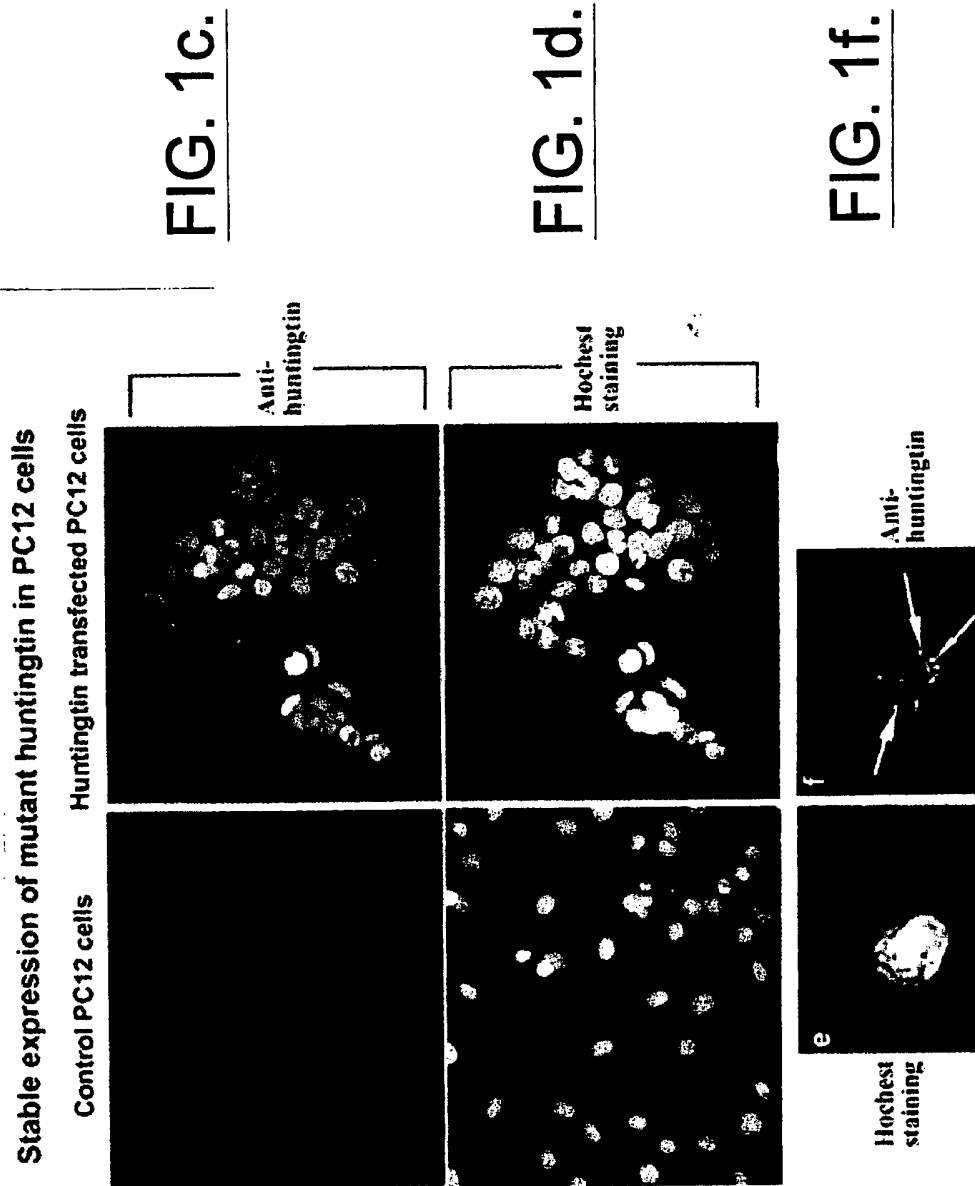 Stable expression of mutant huntingtin in PC12 cells
Control PC12 cells
Huntingtin transfected PC12 cells
Anti-
huntingtin
FIG. 1c.
Hochest
staining
FIG. 1d.
Hochest
staining
e
f
Anti-
huntingtin
FIG. 1f.